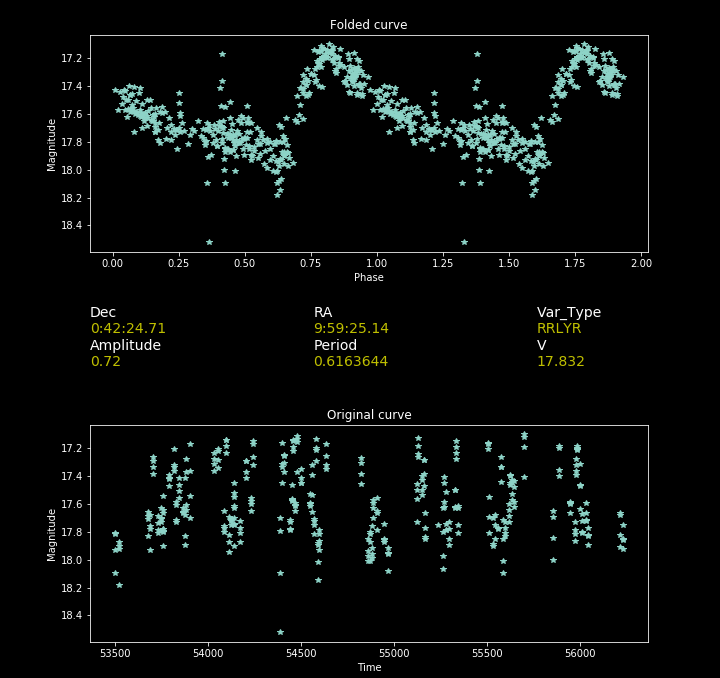 Folded curve
17.2
17.4
17.6
17.8
18.0
18.2
18.4
Magnitude
0.00 0.25 0.50 0.75 1.00 1.25 1.50 1.75 2.00
Phase
Dec RA Var_Type
0:42:24.71 9:59:25.14 RRLYR
Amplitude Period V
0.72 0.6163644 17.832
Original curve
17.2
17.4
17.6
17.8
18.0
18.2
18.4
Magnitude
53500 54000 54500 55000 55500 56000
Time